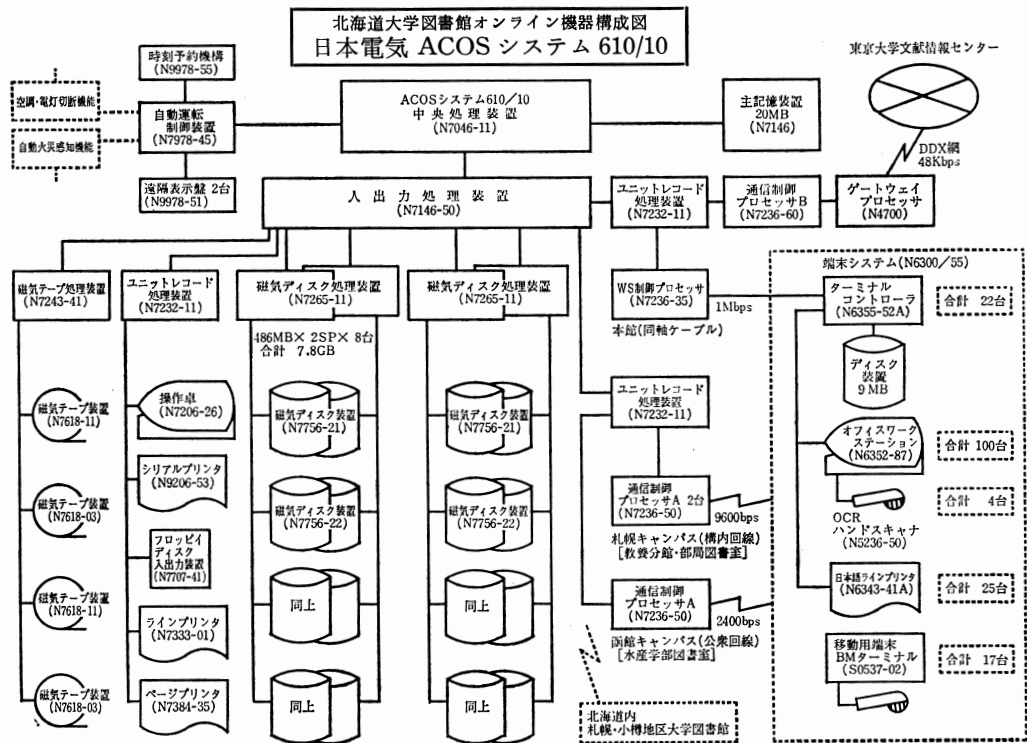 北海道大学図書館オンライン機器構成図
日本電気 ACOS システム 610/10
時刻予約機構
(N9978-55)
空調・電灯切断機能
自動火災感知機能
自動運転
制御装置
(N7978-45)
遠隔表示盤 2台
(N9978-51)
ACOSシステム610/10
中央処理装置
(N7046-11)
主記憶装置
20MB
(N7146)
東京大学文献情報センター
DDX網
48Kbps
入出力処理装置
(N7146-50)
ユニットレコード
処理装置
(N7232-11)
通信制御
プロセッサB
(N7236-60)
ゲートウェイ
プロセッサ
(N4700)
磁気テープ処理装置
(N7243-41)
ユニットレコード
処理装置
(N7232-11)
磁気ディスク処理装置
(N7265-11)
磁気ディスク処理装置
(N7265-11)
486MB×2SP×8台
合計 7.8GB
磁気テープ装置
(N7618-11)
磁気テープ装置
(N7618-03)
磁気テープ装置
(N7618-11)
磁気テープ装置
(N7618-03)
操作卓
(N7206-26)
シリアルプリンタ
(N9206-53)
フロッピィ
ディスク
入出力装置
(N7707-41)
ラインプリンタ
(N7333-01)
ページプリンタ
(N7384-35)
磁気ディスク装置
(N7756-21)
磁気ディスク装置
(N7756-22)
同上
同上
磁気ディスク装置
(N7756-21)
磁気ディスク装置
(N7756-22)
同上
同上
WS制御プロセッサ
(N7236-35)
1Mbps
本館(同軸ケーブル)
ユニットレコード
処理装置
(N7232-11)
通信制御
プロセッサA 2台
(N7236-50)
9600bps
札幌キャンパス(構内回線)
[教養分館・部局図書室]
通信制御
プロセッサA
(N7236-50)
2400bps
函館キャンパス(公衆回線)
[水産学部図書室]
北海道内
札幌・小樽地区大学図書館
端末システム(N6300/55)
ターミナル
コントローラ
(N6355-52A)
合計 22台
ディスク
装置
9MB
オフィスワーク
ステーション
(N6352-87)
合計 100台
OCR
ハンドスキャナ
(N5236-50)
合計 4台
日本語ラインプリンタ
(N6343-41A)
合計 25台
移動用端末
BMターミナル
(S0537-02)
合計 17台